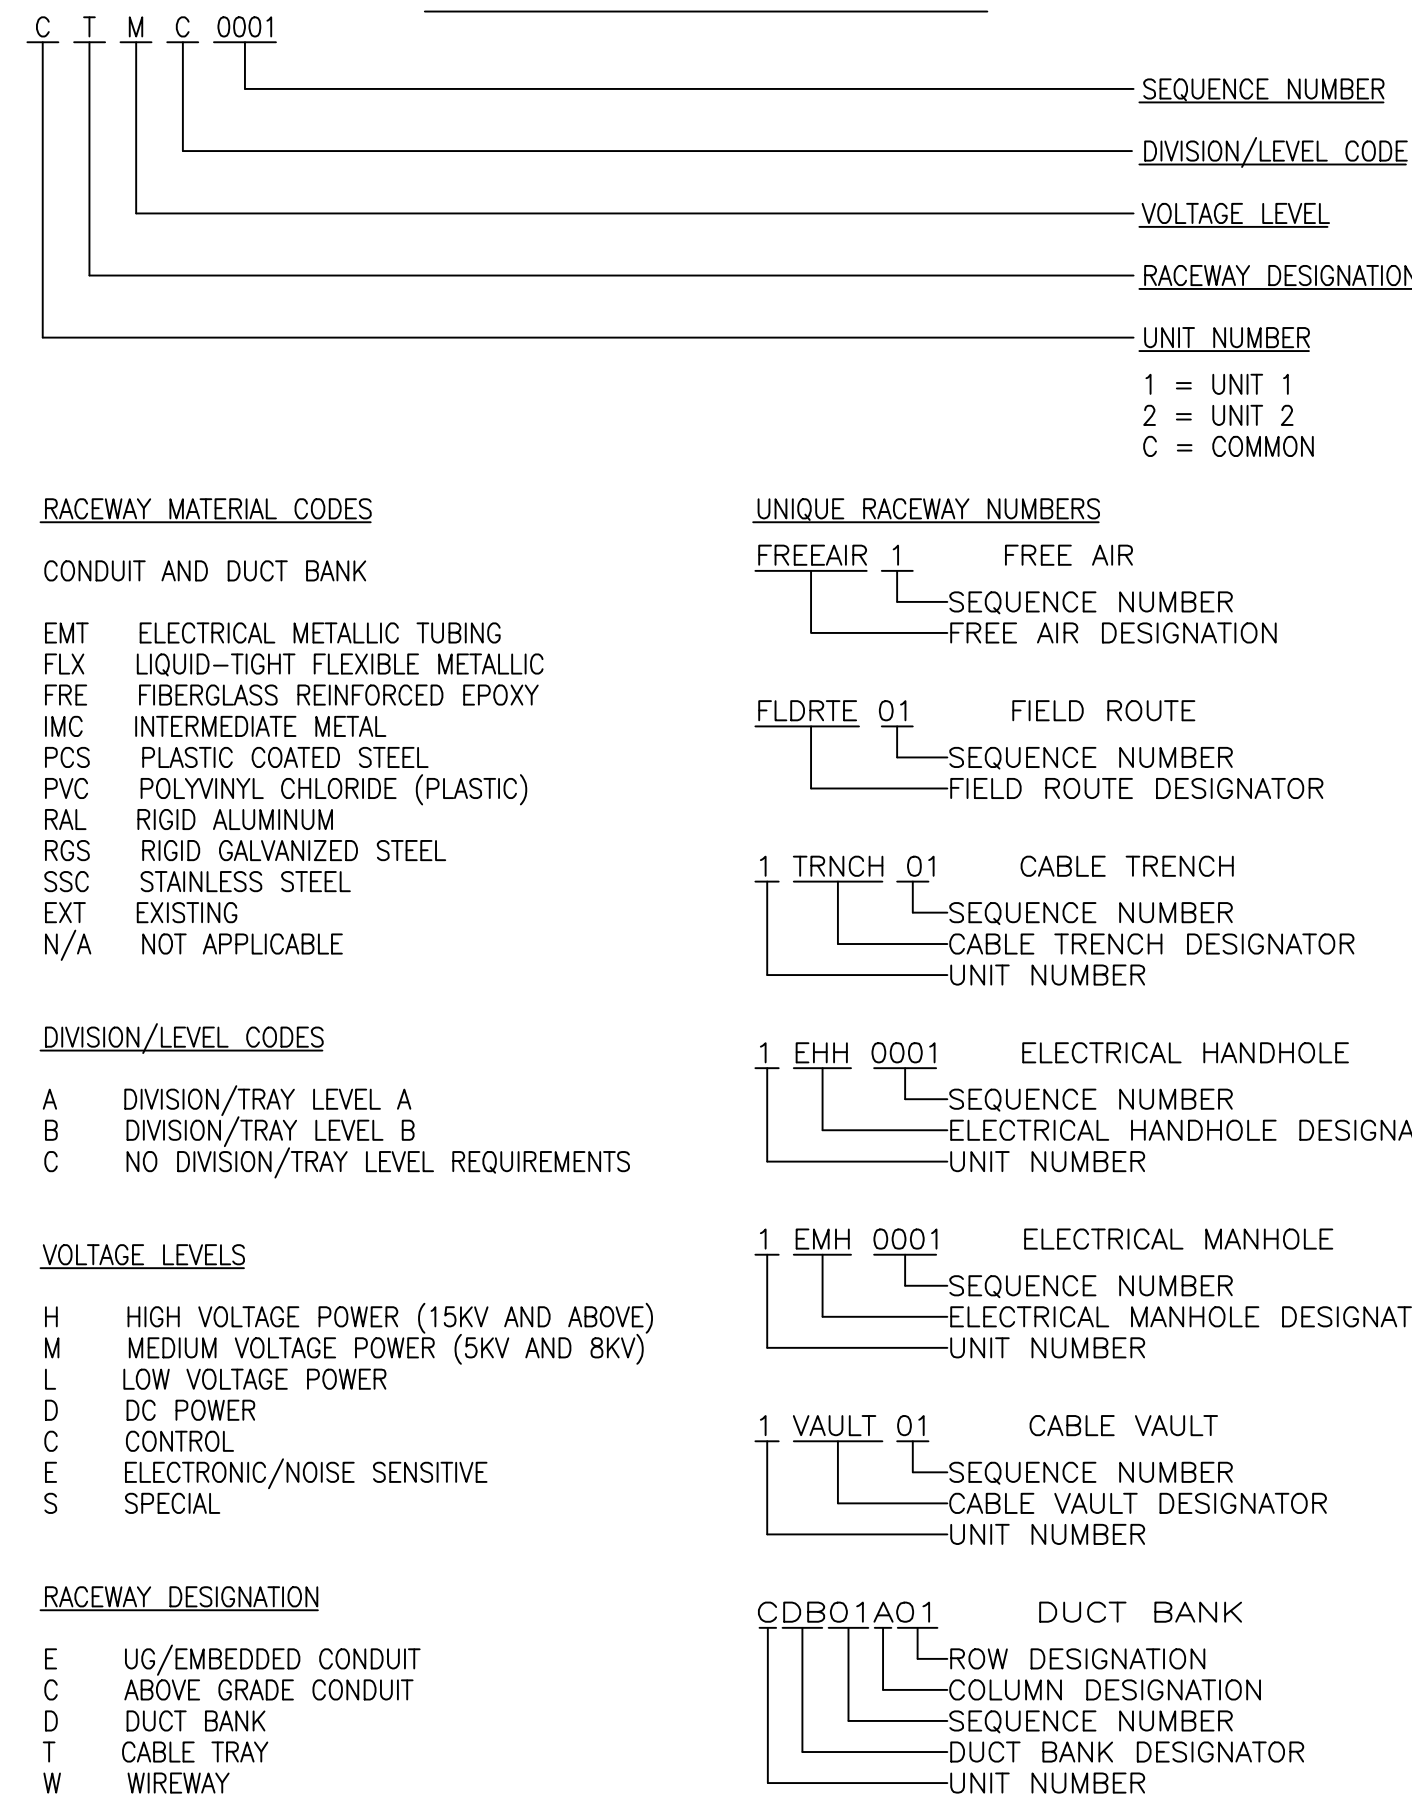 C T M C 0001
SEQUENCE NUMBER
DIVISION/LEVEL CODE
VOLTAGE LEVEL
RACEWAY DESIGNATION
UNIT NUMBER
1 = UNIT 1
2 = UNIT 2
C = COMMON
RACEWAY MATERIAL CODES
CONDUIT AND DUCT BANK
EMT ELECTRICAL METALLIC TUBING
FLX LIQUID-TIGHT FLEXIBLE METALLIC
FRE FIBERGLASS REINFORCED EPOXY
IMC INTERMEDIATE METAL
PCS PLASTIC COATED STEEL
PVC POLYVINYL CHLORIDE (PLASTIC)
RAL RIGID ALUMINUM
RGS RIGID GALVANIZED STEEL
SSC STAINLESS STEEL
EXT EXISTING
N/A NOT APPLICABLE
DIVISION/LEVEL CODES
A DIVISION/TRAY LEVEL A
B DIVISION/TRAY LEVEL B
C NO DIVISION/TRAY LEVEL REQUIREMENTS
VOLTAGE LEVELS
H HIGH VOLTAGE POWER (15KV AND ABOVE)
M MEDIUM VOLTAGE POWER (5KV AND 8KV)
L LOW VOLTAGE POWER
D DC POWER
C CONTROL
E ELECTRONIC/NOISE SENSITIVE
S SPECIAL
RACEWAY DESIGNATION
E UG/EMBEDDED CONDUIT
C ABOVE GRADE CONDUIT
D DUCT BANK
T CABLE TRAY
W WIREWAY
UNIQUE RACEWAY NUMBERS
FREEAIR 1 FREE AIR
SEQUENCE NUMBER
FREE AIR DESIGNATION
FLDRTE 01 FIELD ROUTE
SEQUENCE NUMBER
FIELD ROUTE DESIGNATOR
1 TRNCH 01 CABLE TRENCH
SEQUENCE NUMBER
CABLE TRENCH DESIGNATOR
UNIT NUMBER
1 EHH 0001 ELECTRICAL HANDHOLE
SEQUENCE NUMBER
ELECTRICAL HANDHOLE DESIGNA
UNIT NUMBER
1 EMH 0001 ELECTRICAL MANHOLE
SEQUENCE NUMBER
ELECTRICAL MANHOLE DESIGNAT
UNIT NUMBER
1 VAULT 01 CABLE VAULT
SEQUENCE NUMBER
CABLE VAULT DESIGNATOR
UNIT NUMBER
CDB01A01 DUCT BANK
ROW DESIGNATION
COLUMN DESIGNATION
SEQUENCE NUMBER
DUCT BANK DESIGNATOR
UNIT NUMBER